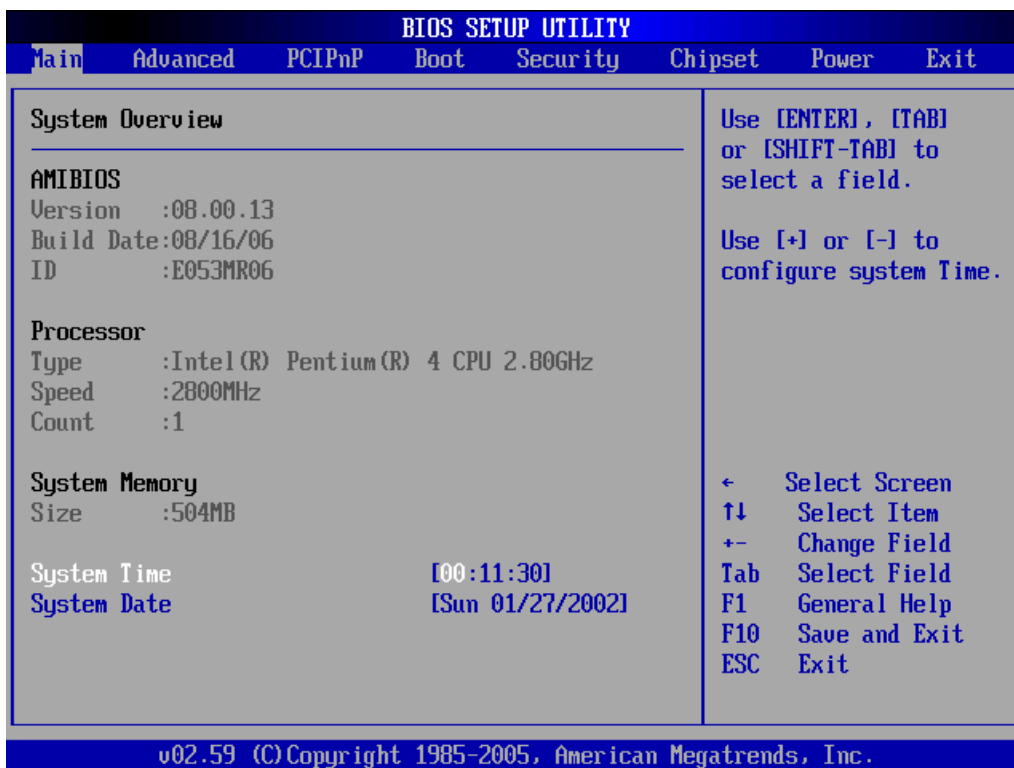 BIOS SETUP UTILITY
Main Advanced PCIPnP Boot Security Chipset Power Exit
System Overview
AMIBIOS
Version :08.00.13
Build Date:08/16/06
ID :E053MR06
Processor
Type :Intel(R) Pentium(R) 4 CPU 2.80GHz
Speed :2800MHz
Count :1
System Memory
Size :504MB
System Time [00:11:30]
System Date [Sun 01/27/2002]
Use [ENTER], [TAB]
or [SHIFT-TAB] to
select a field.
Use [+] or [-] to
configure system Time.
← Select Screen
↑↓ Select Item
+- Change Field
Tab Select Field
F1 General Help
F10 Save and Exit
ESC Exit
v02.59 (C)Copyright 1985-2005, American Megatrends, Inc.